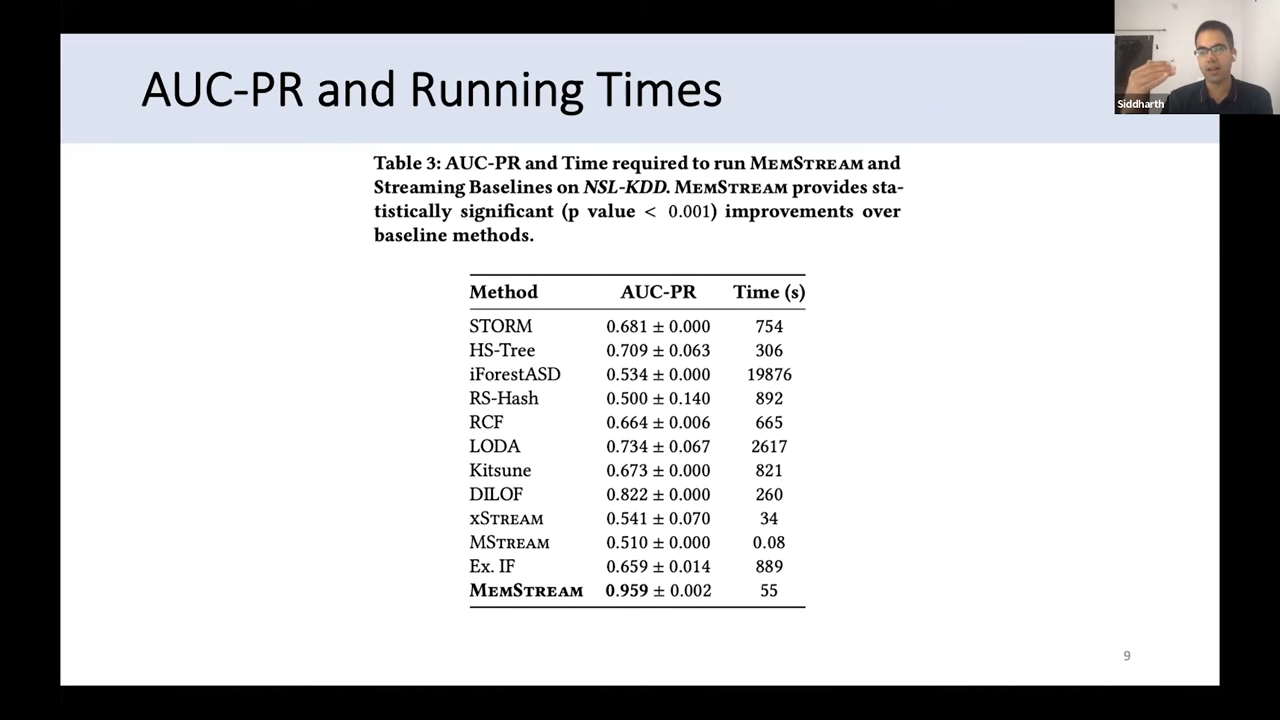 AUC-PR and Running Times
Siddharth
Table 3: AUC-PR and Time required to run MemStream and
Streaming Baselines on NSL-KDD. MemStream provides sta-
tistically significant (p value < 0.001) improvements over
baseline methods.
Method AUC-PR Time (s)
STORM 0.681 ± 0.000 754
HS-Tree 0.709 ± 0.063 306
iForestASD 0.534 ± 0.000 19876
RS-Hash 0.500 ± 0.140 892
RCF 0.664 ± 0.006 665
LODA 0.734 ± 0.067 2617
Kitsune 0.673 ± 0.000 821
DILOF 0.822 ± 0.000 260
xStream 0.541 ± 0.070 34
MStream 0.510 ± 0.000 0.08
Ex. IF 0.659 ± 0.014 889
MemStream 0.959 ± 0.002 55
9